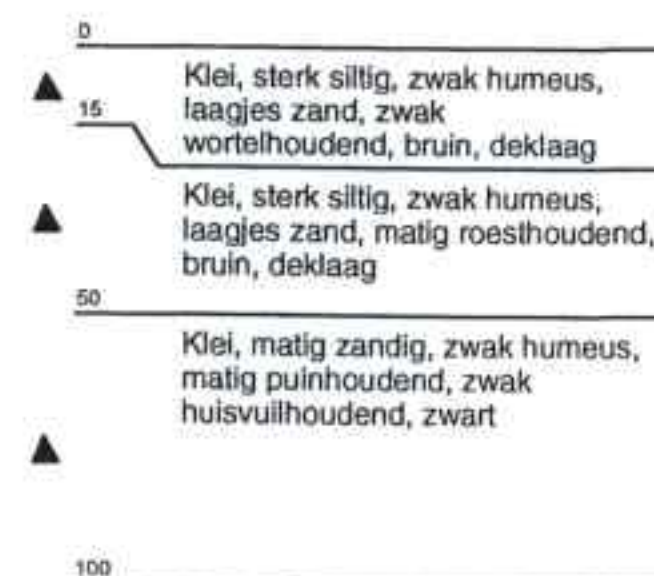 0
Klei, sterk siltig, zwak humeus,
laagjes zand, zwak
15
wortelhoudend, bruin, deklaag
Klei, sterk siltig, zwak humeus,
laagjes zand, matig roesthoudend,
bruin, deklaag
50
Klei, matig zandig, zwak humeus,
matig puinhoudend, zwak
huisvuilhoudend, zwart
100